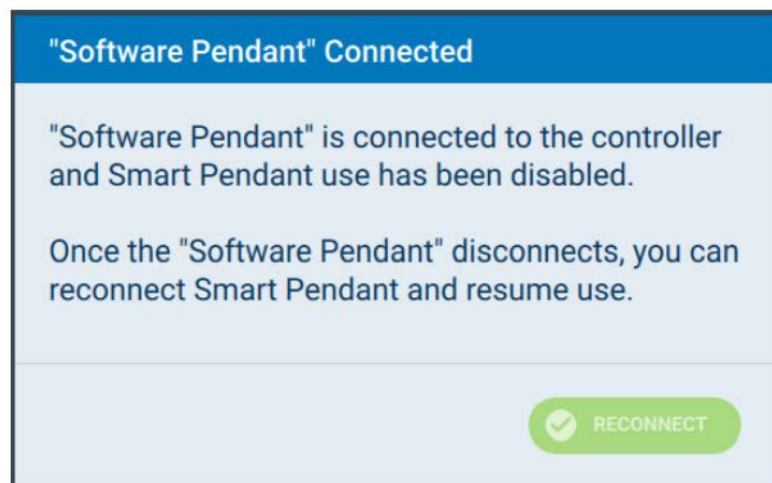 "Software Pendant" Connected
"Software Pendant" is connected to the controller
and Smart Pendant use has been disabled.
Once the "Software Pendant" disconnects, you can
reconnect Smart Pendant and resume use.
RECONNECT